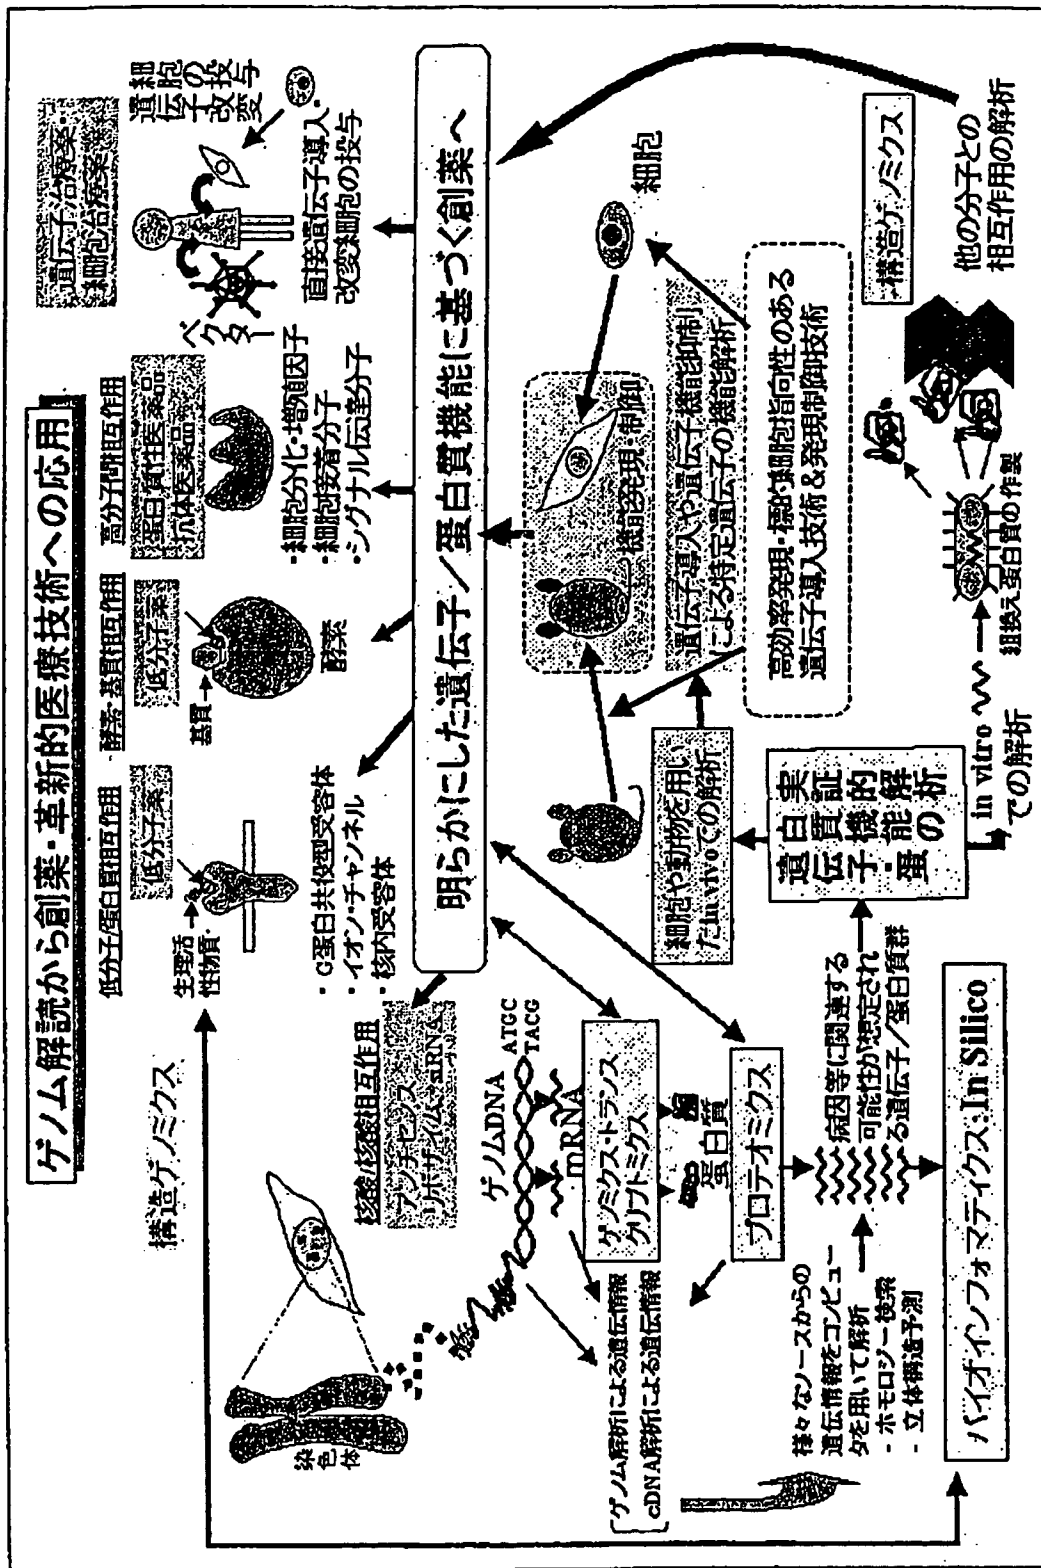 ゲノム解読から創薬・革新的医療技術への応用
構造ゲノミクス
染色体
核酸/核酸相互作用
アンチセンス
リボザイム・siRNA
低分子/蛋白質相互作用
低分子薬
生理活
性物質
・G蛋白共役型受容体
・イオン・チャンネル
・核内受容体
酵素・基質相互作用
低分子薬
基質
酵素
高分子間相互作用
蛋白質性医薬品
抗体医薬品
・細胞分化・増殖因子
・細胞接着分子
・シグナル伝達分子
遺伝子治療薬・
細胞治療薬
ベクター
遺伝子改変
細胞の投与
直接遺伝子導入・
改変細胞の投与
明らかにした遺伝子／蛋白質機能に基づく創薬へ
ゲノムDNA
ATGC
TACG
mRNA
ゲノミクス・トランス
クリプトミクス
蛋白質
プロテオミクス
ゲノム解析による遺伝情報
cDNA解析による遺伝情報
様々なソースからの
遺伝情報をコンピュー
タを用いて解析
- ホモロジー検索
- 立体構造予測
病因等に関連する
可能性が想定され
る遺伝子／蛋白質群
バイオインフォマティクス:In Silico
遺伝子・蛋
白質機能の
実証的解析
細胞や動物を用い
たin vivoでの解析
機能発現・制御
細胞
遺伝子導入や遺伝子機能抑制
による特定遺伝子の機能解析
高効率発現・標的細胞指向性のある
遺伝子導入技術&発現制御技術
in vitro
での解析
組換え蛋白質の作製
構造ゲノミクス
他の分子との
相互作用の解析